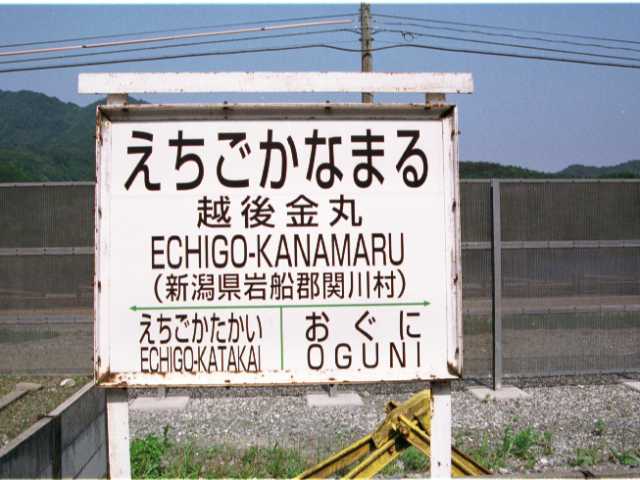 えちごかなまる
越後金丸
ECHIGO-KANAMARU
（新潟県岩船郡関川村）
えちごかたかい
ECHIGO-KATAKAI
おぐに
OGUNI